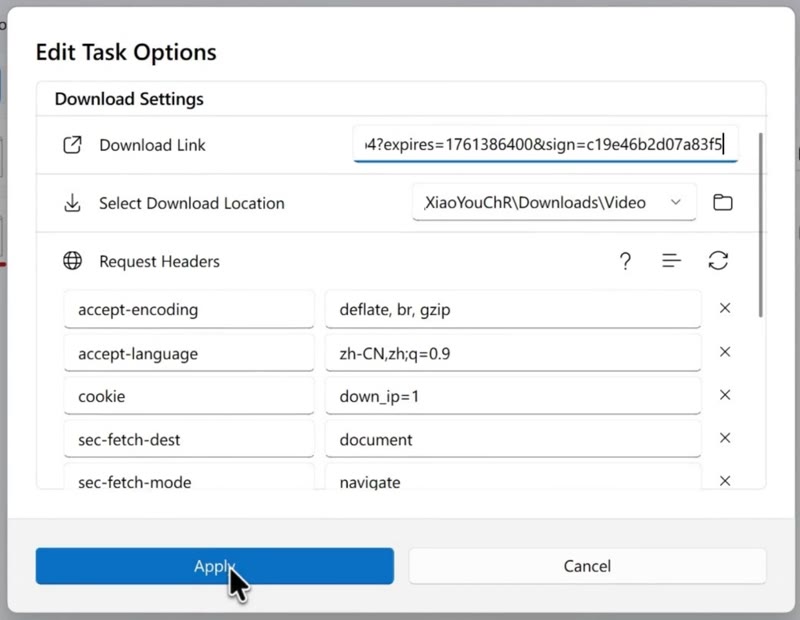 Edit Task Options
Download Settings
Download Link
4?expires=1761386400&sign=c19e46b2d07a83f5
Select Download Location
XiaoYouChR\Downloads\Video
Request Headers
?
accept-encoding
deflate, br, gzip
accept-language
zh-CN,zh;q=0.9
cookie
down_ip=1
sec-fetch-dest
document
sec-fetch-mode
navigate
Apply
Cancel